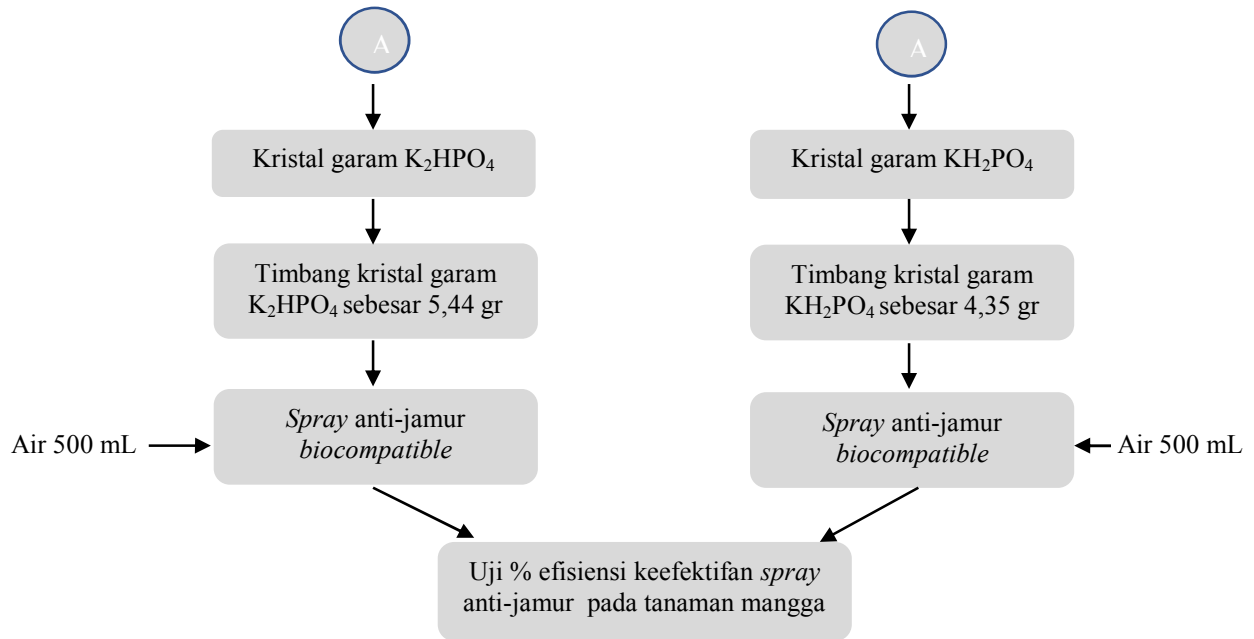 A
A
Kristal garam K₂HPO₄
Kristal garam KH₂PO₄
Timbang kristal garam
K₂HPO₄ sebesar 5,44 gr
Timbang kristal garam
KH₂PO₄ sebesar 4,35 gr
Air 500 mL
Spray anti-jamur
biocompatible
Spray anti-jamur
biocompatible
Air 500 mL
Uji % efisiensi keefektifan spray
anti-jamur pada tanaman mangga